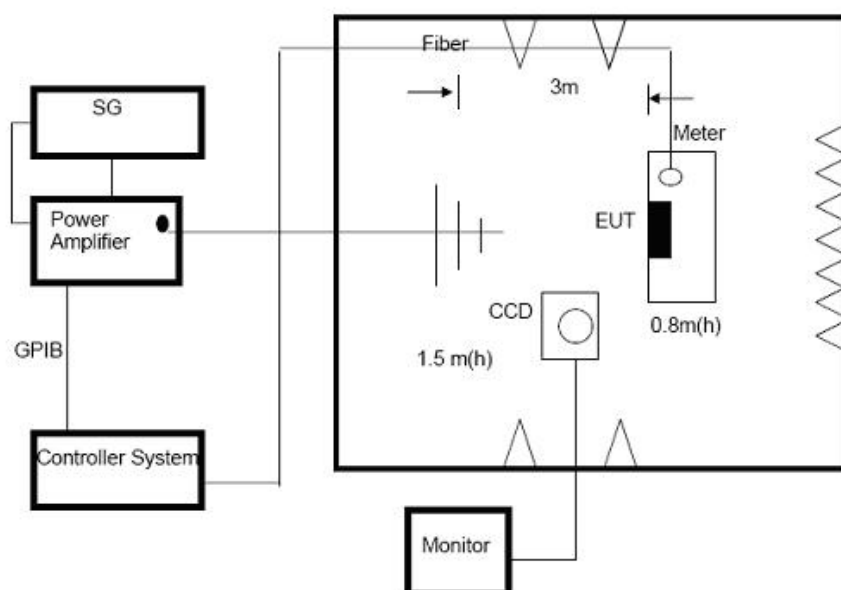 Fiber
3m
SG
Meter
Power
Amplifier
EUT
CCD
0.8m(h)
GPIB
1.5 m(h)
Controller System
Monitor